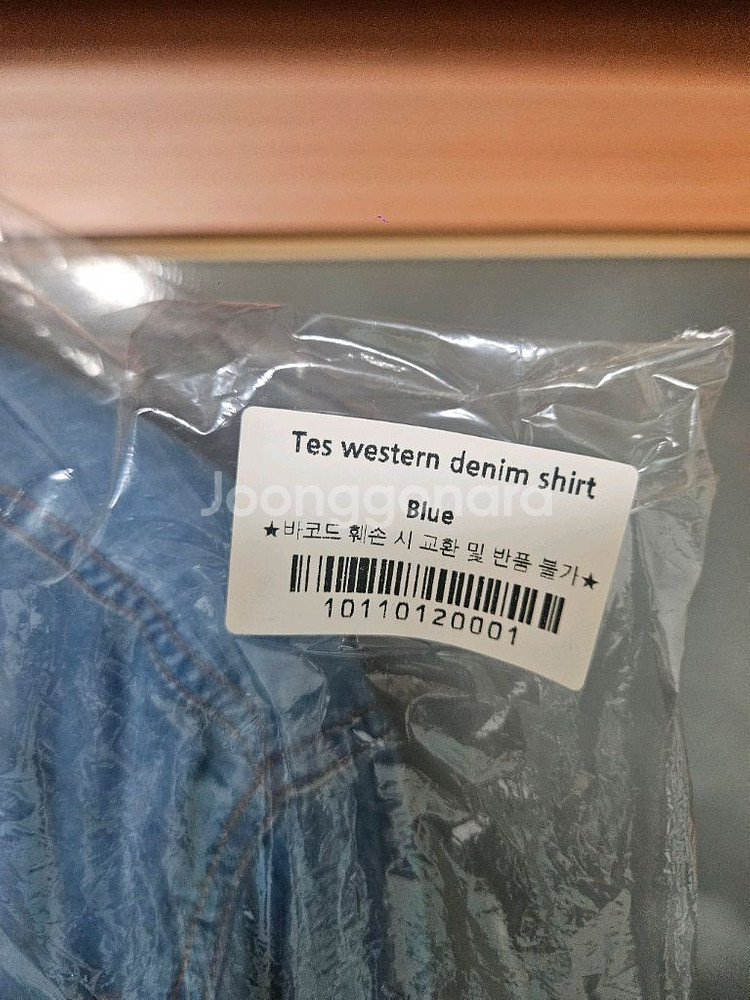 Tes western denim shirt
Joonggonara
Blue
★바코드 훼손 시 교환 및 반품 불가★
10110120001